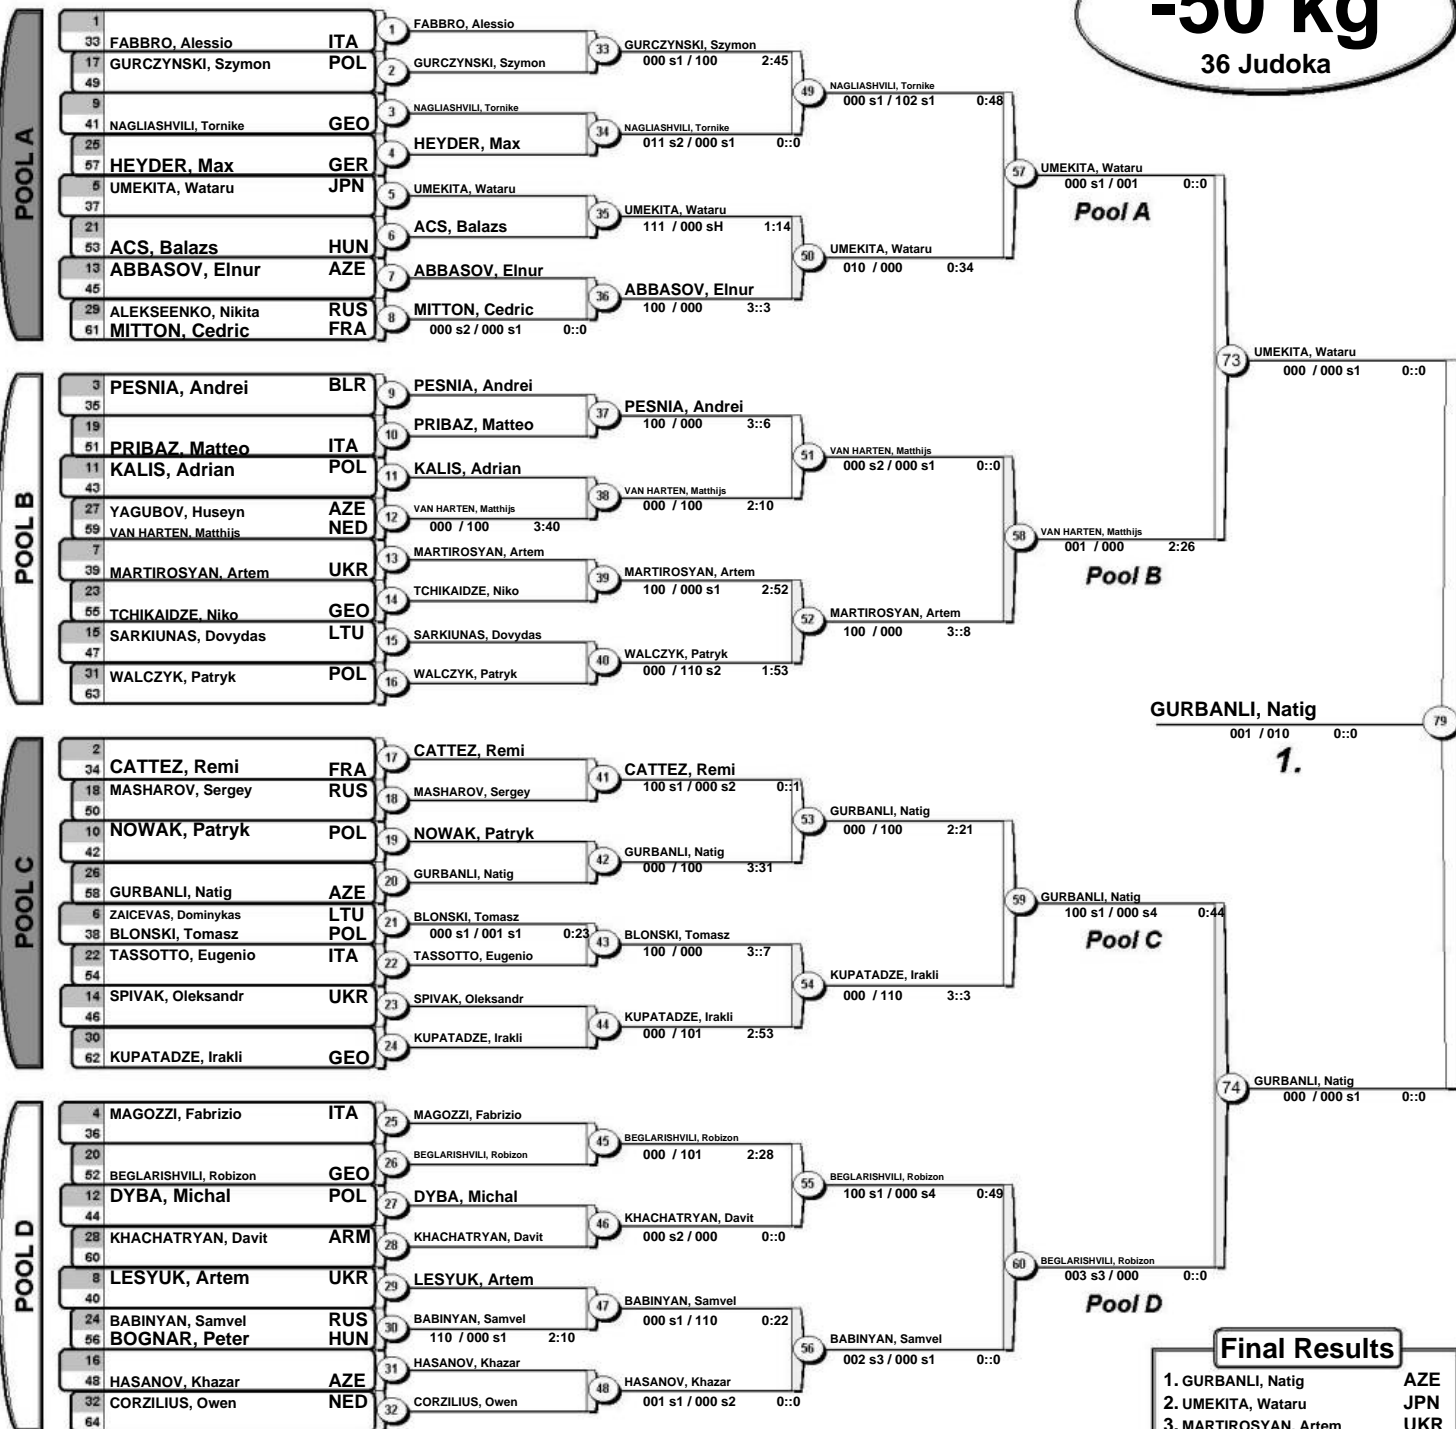 -50 kg
36 Judoka
POOL A
1
33 FABBRO, Alessio ITA
17 GURCZYNSKI, Szymon POL
49
9
41 NAGLIASHVILI, Tornike GEO
25
57 HEYDER, Max GER
5 UMEKITA, Wataru JPN
37
21
53 ACS, Balazs HUN
13 ABBASOV, Elnur AZE
45
29 ALEKSEENKO, Nikita RUS
61 MITTON, Cedric FRA
1 FABBRO, Alessio
2 GURCZYNSKI, Szymon
3 NAGLIASHVILI, Tornike
4 HEYDER, Max
5 UMEKITA, Wataru
6 ACS, Balazs
7 ABBASOV, Elnur
8 MITTON, Cedric
000 s2 / 000 s1 0::0
33 GURCZYNSKI, Szymon
000 s1 / 100 2:45
34 NAGLIASHVILI, Tornike
011 s2 / 000 s1 0::0
35 UMEKITA, Wataru
111 / 000 sH 1:14
36 ABBASOV, Elnur
100 / 000 3::3
49 NAGLIASHVILI, Tornike
000 s1 / 102 s1 0:48
50 UMEKITA, Wataru
010 / 000 0:34
57 UMEKITA, Wataru
000 s1 / 001 0::0
Pool A
POOL B
3 PESNIA, Andrei BLR
35
19
51 PRIBAZ, Matteo ITA
11 KALIS, Adrian POL
43
27 YAGUBOV, Huseyn AZE
59 VAN HARTEN, Matthijs NED
7
39 MARTIROSYAN, Artem UKR
23
55 TCHIKAIDZE, Niko GEO
15 SARKIUNAS, Dovydas LTU
47
31 WALCZYK, Patryk POL
63
9 PESNIA, Andrei
10 PRIBAZ, Matteo
11 KALIS, Adrian
12 VAN HARTEN, Matthijs
000 / 100 3:40
13 MARTIROSYAN, Artem
14 TCHIKAIDZE, Niko
15 SARKIUNAS, Dovydas
16 WALCZYK, Patryk
37 PESNIA, Andrei
100 / 000 3::6
38 VAN HARTEN, Matthijs
000 / 100 2:10
39 MARTIROSYAN, Artem
100 / 000 s1 2:52
40 WALCZYK, Patryk
000 / 110 s2 1:53
51 VAN HARTEN, Matthijs
000 s2 / 000 s1 0::0
52 MARTIROSYAN, Artem
100 / 000 3::8
58 VAN HARTEN, Matthijs
001 / 000 2:26
Pool B
73 UMEKITA, Wataru
000 / 000 s1 0::0
GURBANLI, Natig 79
001 / 010 0::0
1.
POOL C
2
34 CATTEZ, Remi FRA
18 MASHAROV, Sergey RUS
50
10 NOWAK, Patryk POL
42
26
58 GURBANLI, Natig AZE
6 ZAICEVAS, Dominykas LTU
38 BLONSKI, Tomasz POL
22 TASSOTTO, Eugenio ITA
54
14 SPIVAK, Oleksandr UKR
46
30
62 KUPATADZE, Irakli GEO
17 CATTEZ, Remi
18 MASHAROV, Sergey
19 NOWAK, Patryk
20 GURBANLI, Natig
21 BLONSKI, Tomasz
000 s1 / 001 s1 0:23
22 TASSOTTO, Eugenio
23 SPIVAK, Oleksandr
24 KUPATADZE, Irakli
41 CATTEZ, Remi
100 s1 / 000 s2 0::1
42 GURBANLI, Natig
000 / 100 3:31
43 BLONSKI, Tomasz
100 / 000 3::7
44 KUPATADZE, Irakli
000 / 101 2:53
53 GURBANLI, Natig
000 / 100 2:21
54 KUPATADZE, Irakli
000 / 110 3::3
59 GURBANLI, Natig
100 s1 / 000 s4 0:44
Pool C
POOL D
4 MAGOZZI, Fabrizio ITA
36
20
52 BEGLARISHVILI, Robizon GEO
12 DYBA, Michal POL
44
28 KHACHATRYAN, Davit ARM
60
8 LESYUK, Artem UKR
40
24 BABINYAN, Samvel RUS
56 BOGNAR, Peter HUN
16
48 HASANOV, Khazar AZE
32 CORZILIUS, Owen NED
64
25 MAGOZZI, Fabrizio
26 BEGLARISHVILI, Robizon
27 DYBA, Michal
28 KHACHATRYAN, Davit
29 LESYUK, Artem
30 BABINYAN, Samvel
110 / 000 s1 2:10
31 HASANOV, Khazar
32 CORZILIUS, Owen
45 BEGLARISHVILI, Robizon
000 / 101 2:28
46 KHACHATRYAN, Davit
000 s2 / 000 0::0
47 BABINYAN, Samvel
000 s1 / 110 0:22
48 HASANOV, Khazar
001 s1 / 000 s2 0::0
55 BEGLARISHVILI, Robizon
100 s1 / 000 s4 0:49
56 BABINYAN, Samvel
002 s3 / 000 s1 0::0
60 BEGLARISHVILI, Robizon
003 s3 / 000 0::0
Pool D
74 GURBANLI, Natig
000 / 000 s1 0::0
Final Results
1. GURBANLI, Natig AZE
2. UMEKITA, Wataru JPN
3. MARTIROSYAN, Artem UKR